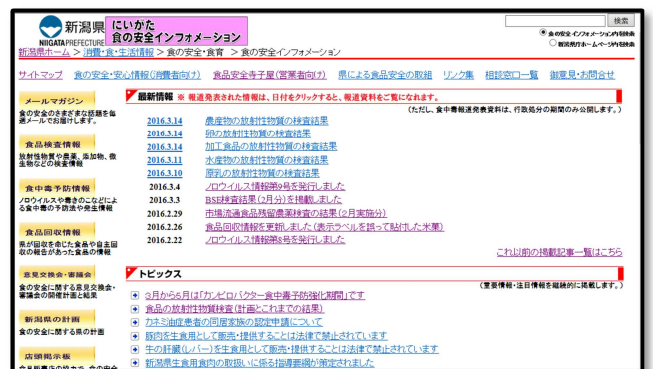 新潟県
NIIGATA PREFECTURE
にいがた
食の安全インフォメーション
検索
食の安全インフォメーション内を検索
新潟県ホームページ内を検索
新潟県ホーム > 消費・食・生活情報 > 食の安全・食育 > 食の安全インフォメーション
サイトマップ 食の安全・安心情報(消費者向け) 食品安全寺子屋(営業者向け) 県による食品安全の取組 リンク集 相談窓口一覧 御意見・お問合せ
メールマガジン
食の安全のさまざまな話題を毎
週メールでお届けします。
食品検査情報
放射性物質や農薬、添加物、微
生物などの検査情報
食中毒予防情報
ノロウイルスや毒きのこなどによ
る食中毒の予防法や発生情報
食品回収情報
県が回収を命じた食品や自主回
収の報告があった食品の情報
意見交換会・審議会
食の安全に関する意見交換会・
審議会の開催計画と結果
新潟県の計画
食の安全に関する県の計画
店頭掲示板
最新情報 ※ 報道発表された情報は、日付をクリックすると、報道資料をご覧になれます。
(ただし、食中毒報道発表資料は、行政処分の期間のみ公開します。)
2016.3.14 農産物の放射性物質の検査結果
2016.3.14 卵の放射性物質の検査結果
2016.3.14 加工食品の放射性物質の検査結果
2016.3.11 水産物の放射性物質の検査結果
2016.3.10 原乳の放射性物質の検査結果
2016.3.4 ノロウイルス情報第9号を発行しました
2016.3.3 BSE検査結果(2月分)を掲載しました
2016.2.29 市場流通食品残留農薬検査の結果(2月実施分)
2016.2.26 食品回収情報を更新しました(表示ラベルを誤って貼付した米菓)
2016.2.22 ノロウイルス情報第8号を発行しました
これ以前の掲載記事一覧はこちら
トピックス
(重要情報・注目情報を継続的に掲載します。)
3月から5月は「カンピロバクター食中毒予防強化期間」です
食品の放射性物質検査(計画とこれまでの結果)
カネミ油症患者の同居家族の認定申請について
豚肉を生食用として販売・提供することは法律で禁止されています
牛の肝臓(レバー)を生食用として販売・提供することは法律で禁止されています
新潟県生食用食肉の取扱いに係る指導要綱が策定されました